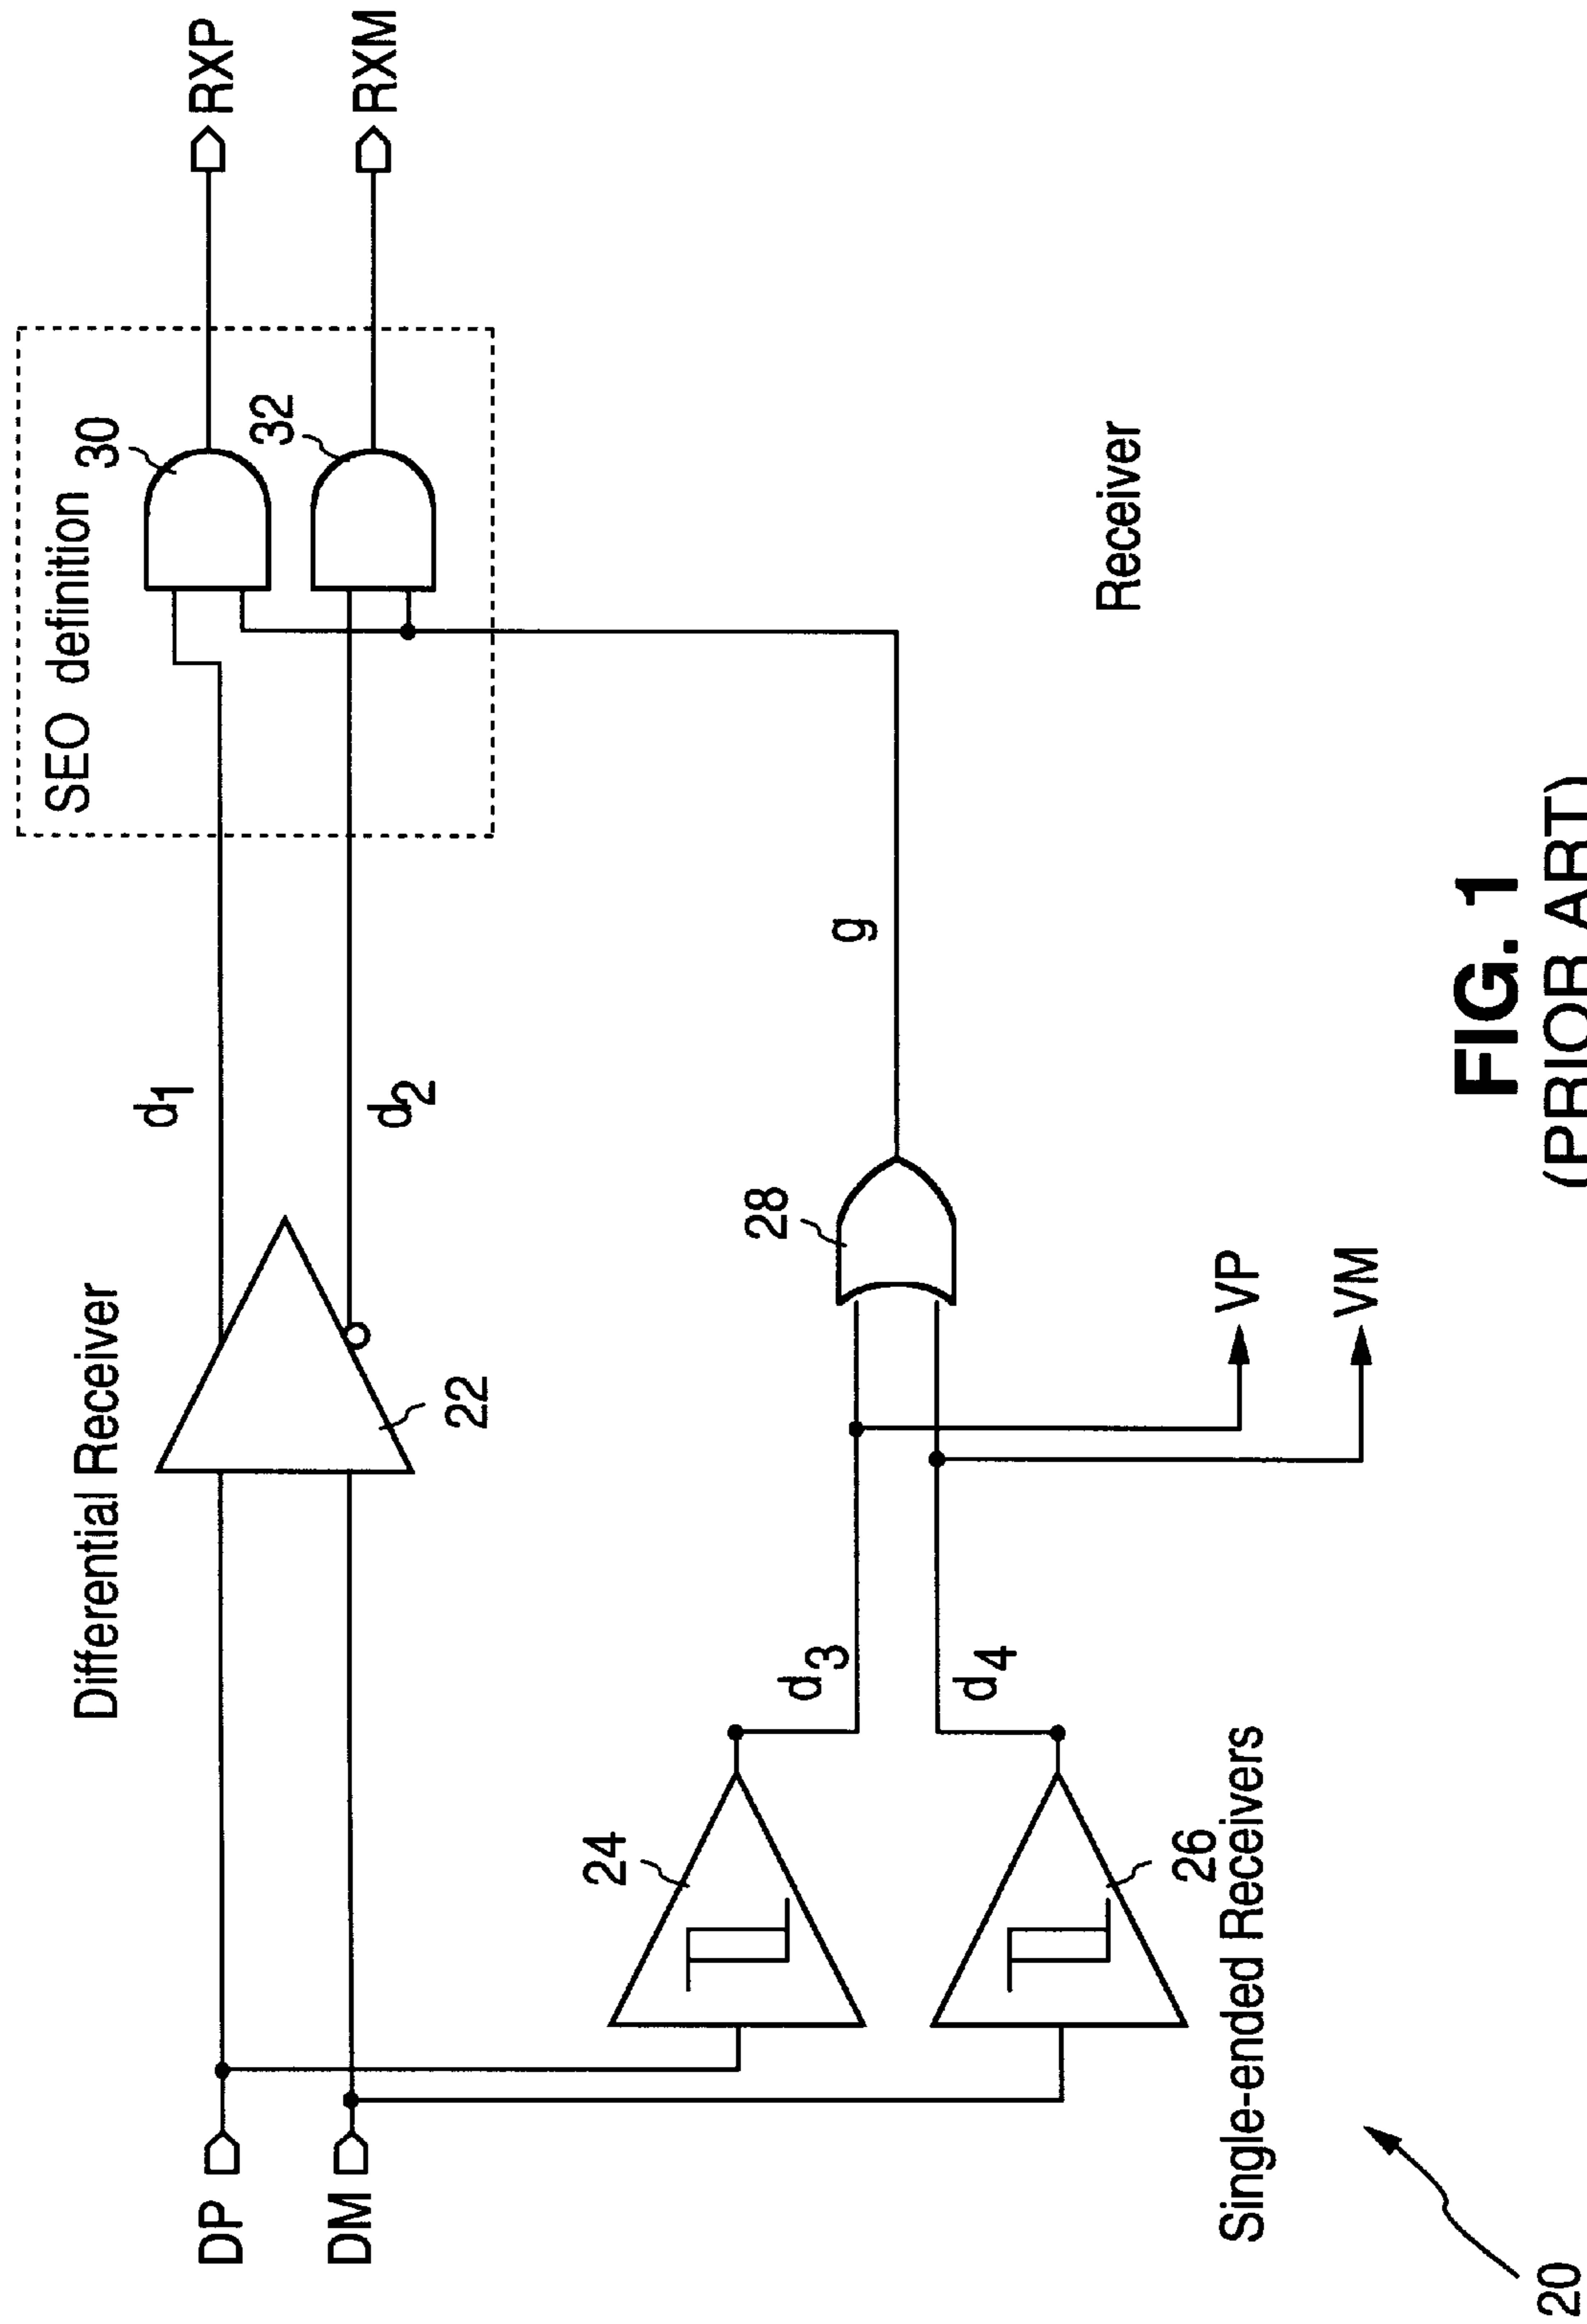 Differential Receiver
SEO definition
30
32
RXP
RXM
DP
DM
d1
d2
22
24
d3
28
g
d4
26
Single-ended Receivers
VP
VM
Receiver
20
FIG. 1
(PRIOR ART)